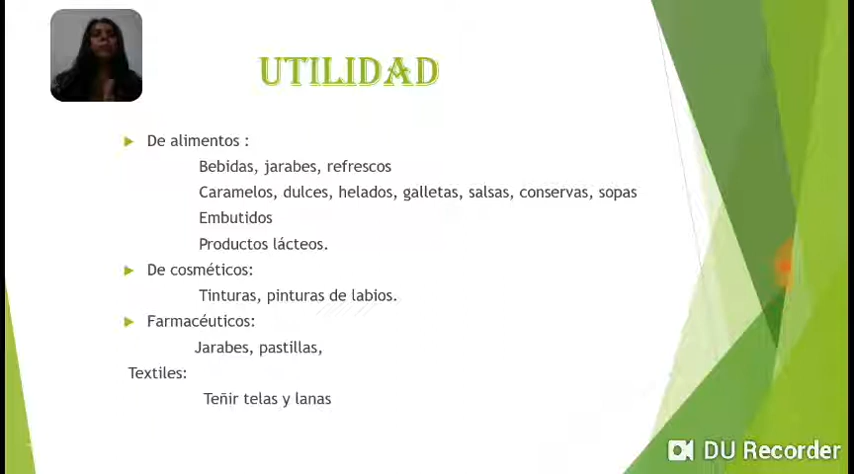 UTILIDAD
De alimentos :
Bebidas, jarabes, refrescos
Caramelos, dulces, helados, galletas, salsas, conservas, sopas
Embutidos
Productos lácteos.
De cosméticos:
Tinturas, pinturas de labios.
Farmacéuticos:
Jarabes, pastillas,
Textiles:
Teñir telas y lanas
DU Recorder